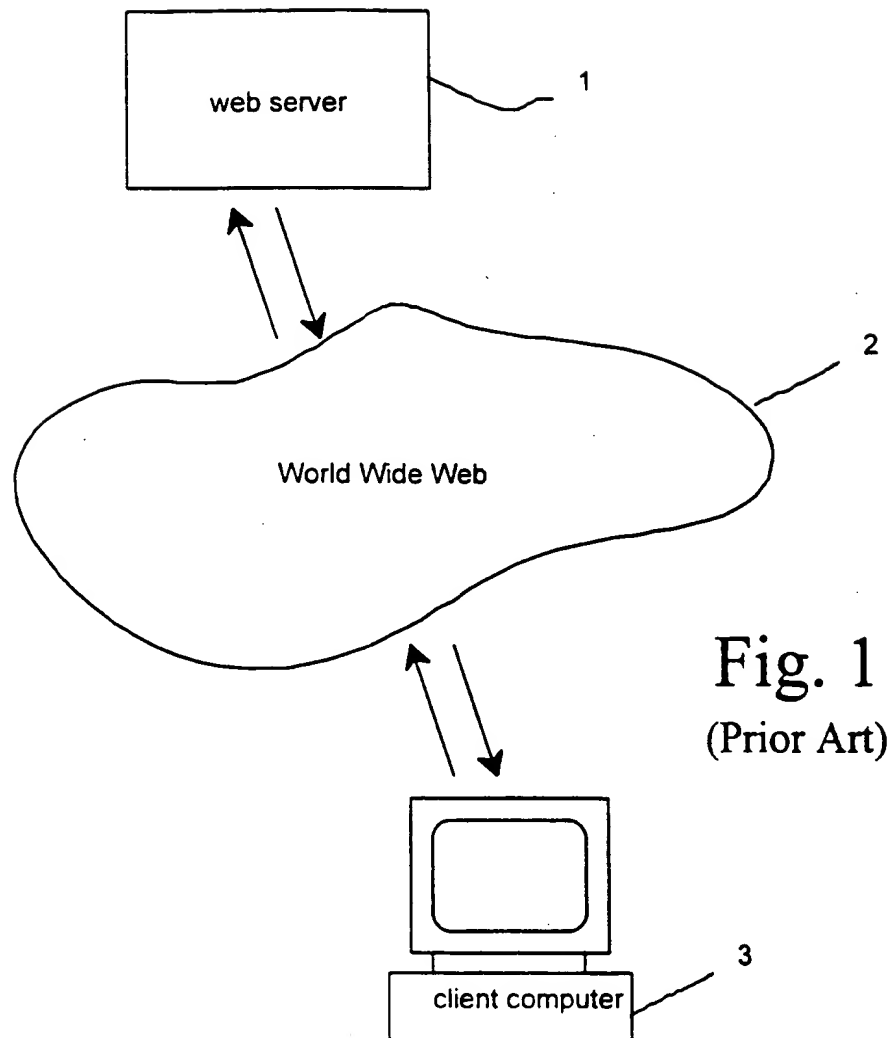 1
web server
2
World Wide Web
Fig. 1
(Prior Art)
3
client computer